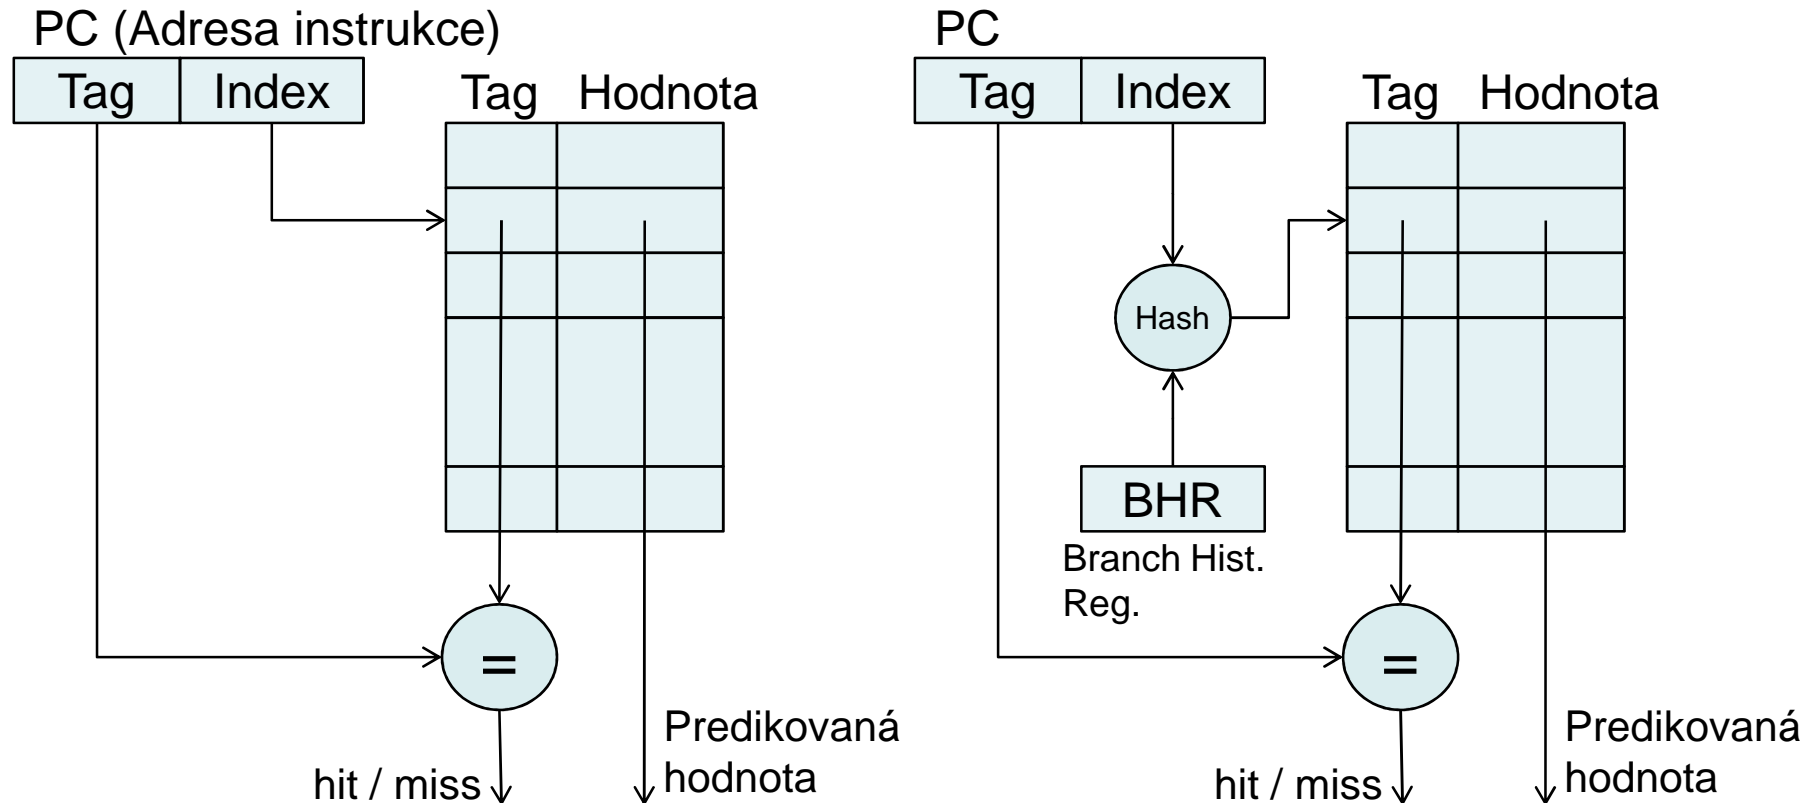 PC (Adresa instrukce)
Tag Index
Tag Hodnota
=
hit / miss
Predikovaná
hodnota
PC
Tag Index
Tag Hodnota
Hash
BHR
Branch Hist.
Reg.
=
hit / miss
Predikovaná
hodnota